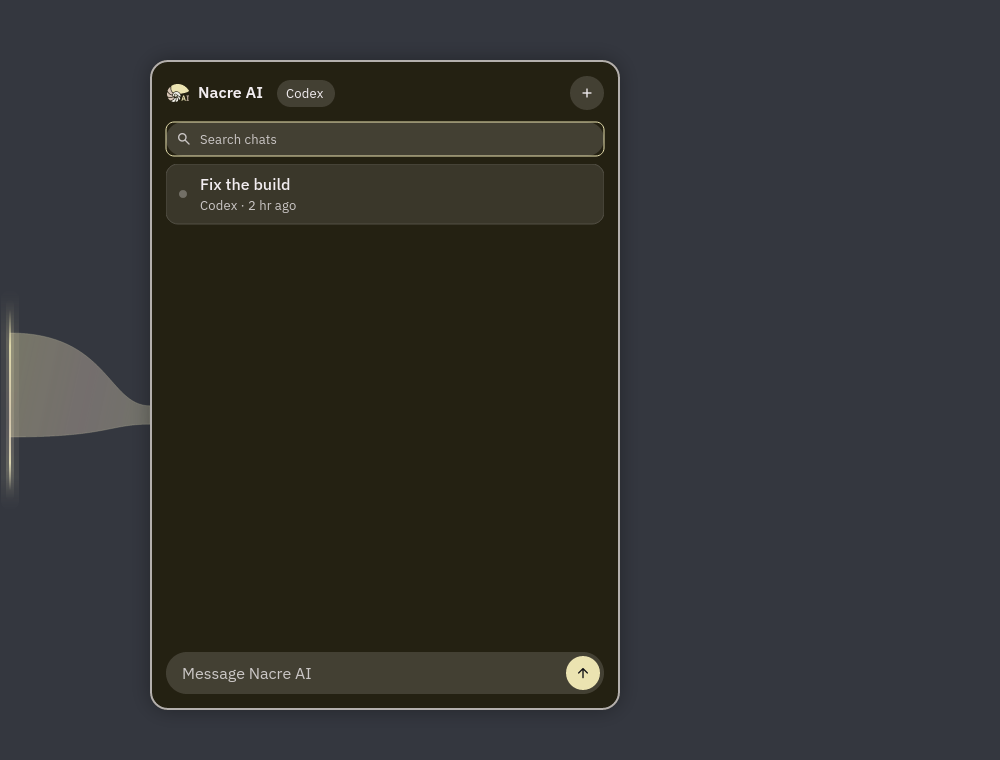 AI
Nacre AI
Codex
+
Search chats
Fix the build
Codex · 2 hr ago
Message Nacre AI